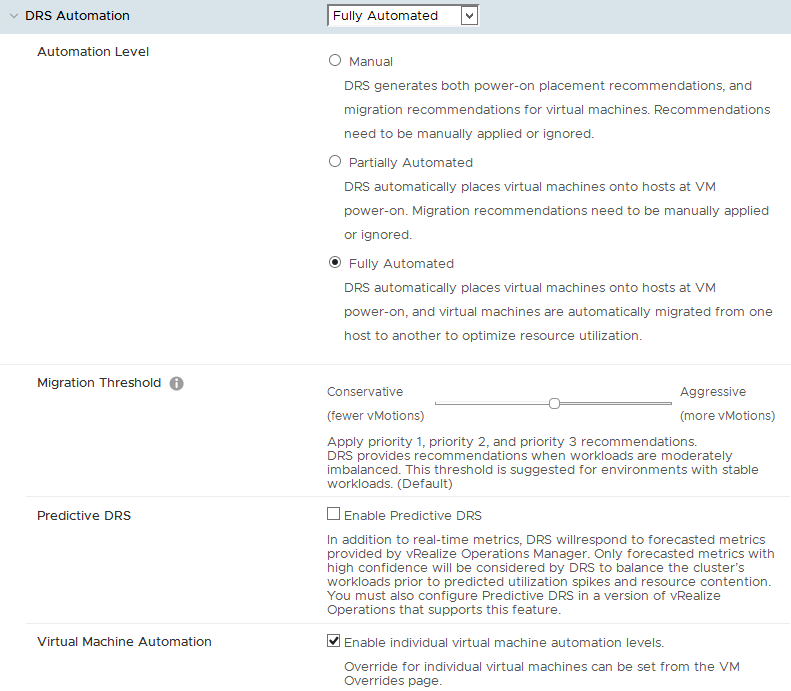 DRS Automation
Fully Automated
Automation Level
Manual
DRS generates both power-on placement recommendations, and
migration recommendations for virtual machines. Recommendations
need to be manually applied or ignored.
Partially Automated
DRS automatically places virtual machines onto hosts at VM
power-on. Migration recommendations need to be manually applied
or ignored.
Fully Automated
DRS automatically places virtual machines onto hosts at VM
power-on, and virtual machines are automatically migrated from one
host to another to optimize resource utilization.
Migration Threshold
Conservative
(fewer vMotions)
Aggressive
(more vMotions)
Apply priority 1, priority 2, and priority 3 recommendations.
DRS provides recommendations when workloads are moderately
imbalanced. This threshold is suggested for environments with stable
workloads. (Default)
Predictive DRS
Enable Predictive DRS
In addition to real-time metrics, DRS willrespond to forecasted metrics
provided by vRealize Operations Manager. Only forecasted metrics with
high confidence will be considered by DRS to balance the cluster's
workloads prior to predicted utilization spikes and resource contention.
You must also configure Predictive DRS in a version of vRealize
Operations that supports this feature.
Virtual Machine Automation
Enable individual virtual machine automation levels.
Override for individual virtual machines can be set from the VM
Overrides page.